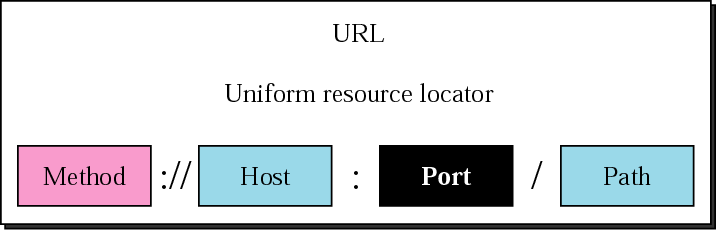 URL
Uniform resource locator
Method :// Host : Port / Path